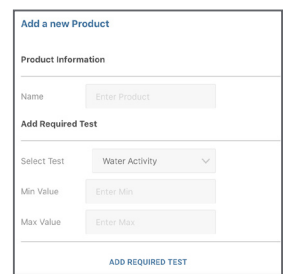 Add a new Product
Product Information
Name Enter Product
Add Required Test
Select Test Water Activity
Min Value Enter Min
Max Value Enter Max
ADD REQUIRED TEST